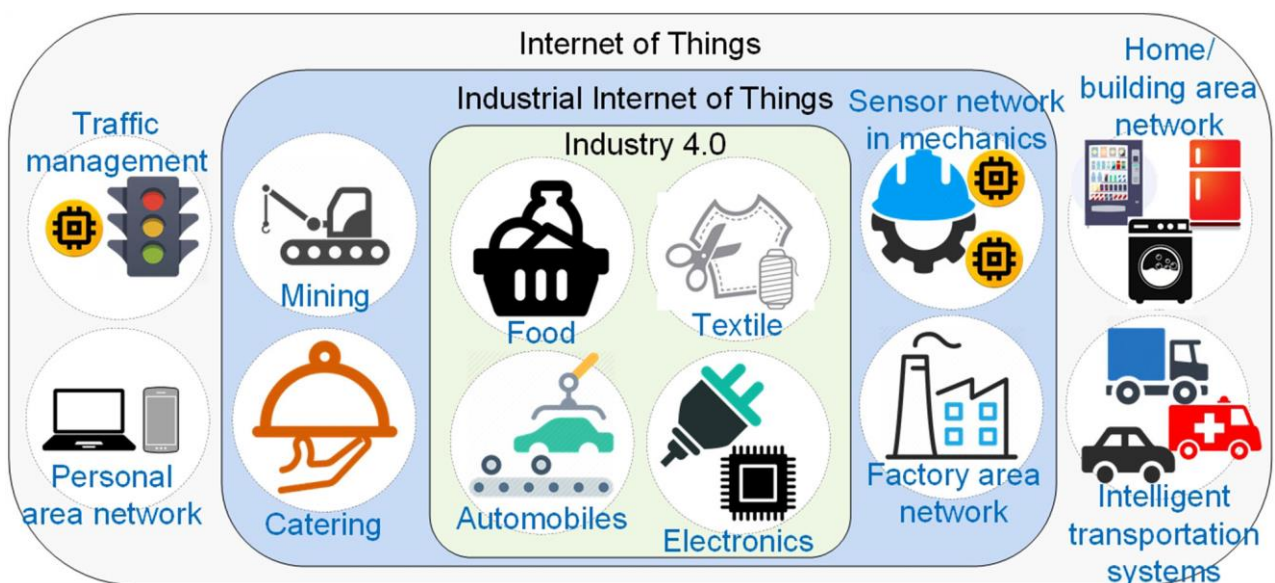 Internet of Things
Industrial Internet of Things
Industry 4.0
Traffic
management
Personal
area network
Mining
Catering
Food
Textile
Automobiles
Electronics
Sensor network
in mechanics
Factory area
network
Home/
building area
network
Intelligent
transportation
systems